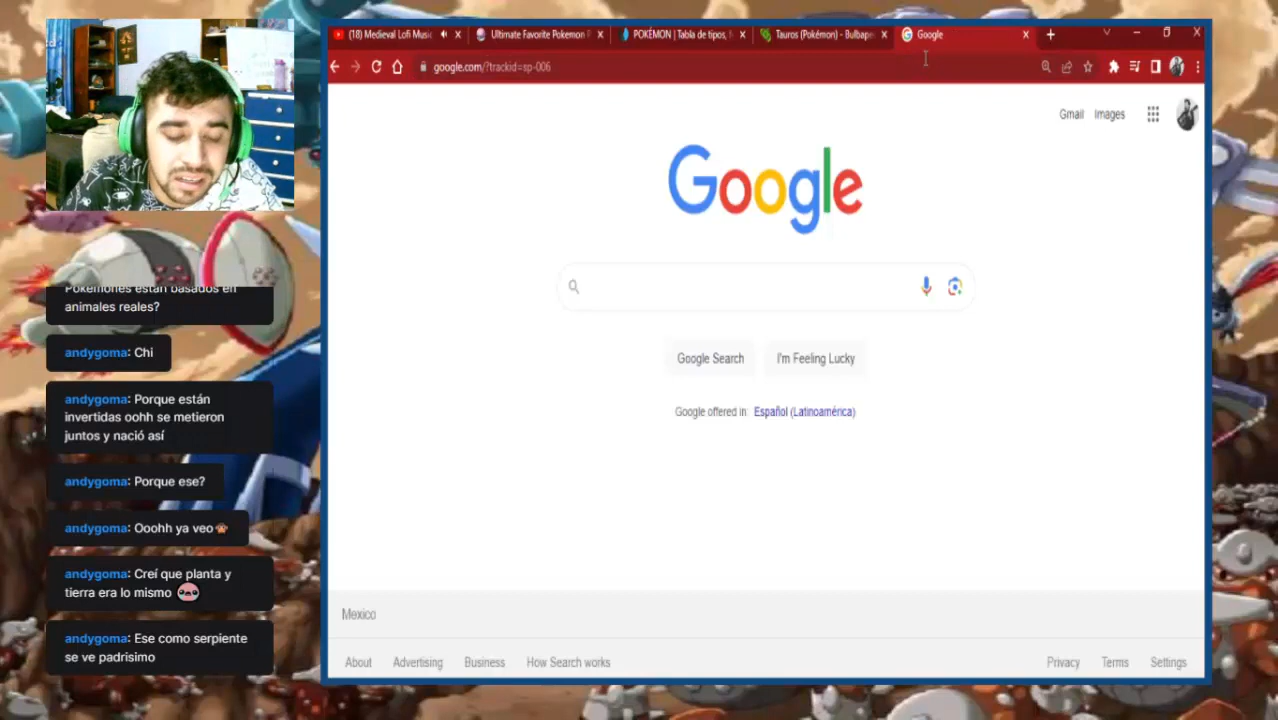 (18) Medieval Lofi Music
Ultimate Favorite Pokemon P
POKÉMON | Tabla de tipos,
Tauros (Pokémon) - Bulbape
Google
google.com/?trackid=sp-006
Gmail Images
Google
Google Search I'm Feeling Lucky
Google offered in: Español (Latinoamérica)
Mexico
About Advertising Business How Search works
Privacy Terms Settings
Pokemones están basados en
animales reales?
andygoma: Chi
andygoma: Porque están
invertidas oohh se metieron
juntos y nació así
andygoma: Porque ese?
andygoma: Ooohh ya veo
andygoma: Creí que planta y
tierra era lo mismo
andygoma: Ese como serpiente
se ve padrisimo